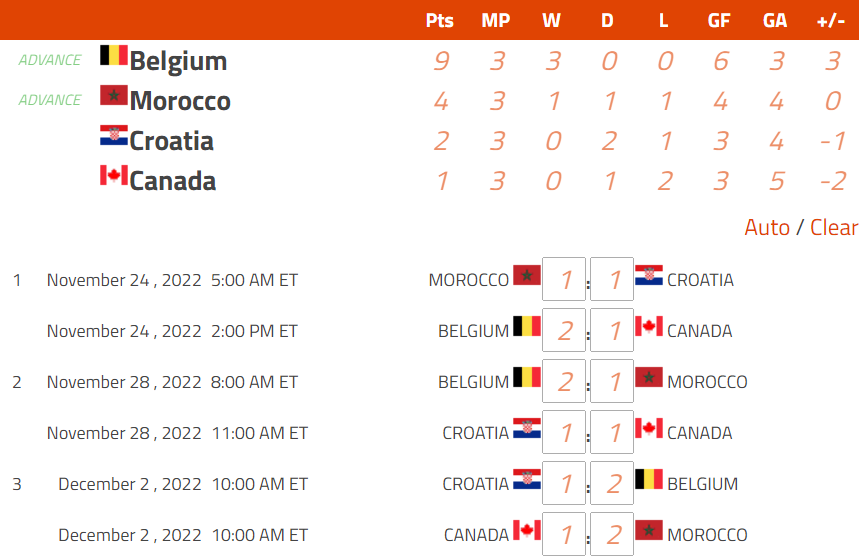 Pts MP W D L GF GA +/-
ADVANCE Belgium 9 3 3 0 0 6 3 3
ADVANCE Morocco 4 3 1 1 1 4 4 0
Croatia 2 3 0 2 1 3 4 -1
Canada 1 3 0 1 2 3 5 -2
Auto / Clear
1 November 24 , 2022 5:00 AM ET MOROCCO 1 : 1 CROATIA
November 24 , 2022 2:00 PM ET BELGIUM 2 : 1 CANADA
2 November 28 , 2022 8:00 AM ET BELGIUM 2 : 1 MOROCCO
November 28 , 2022 11:00 AM ET CROATIA 1 : 1 CANADA
3 December 2 , 2022 10:00 AM ET CROATIA 1 : 2 BELGIUM
December 2 , 2022 10:00 AM ET CANADA 1 : 2 MOROCCO